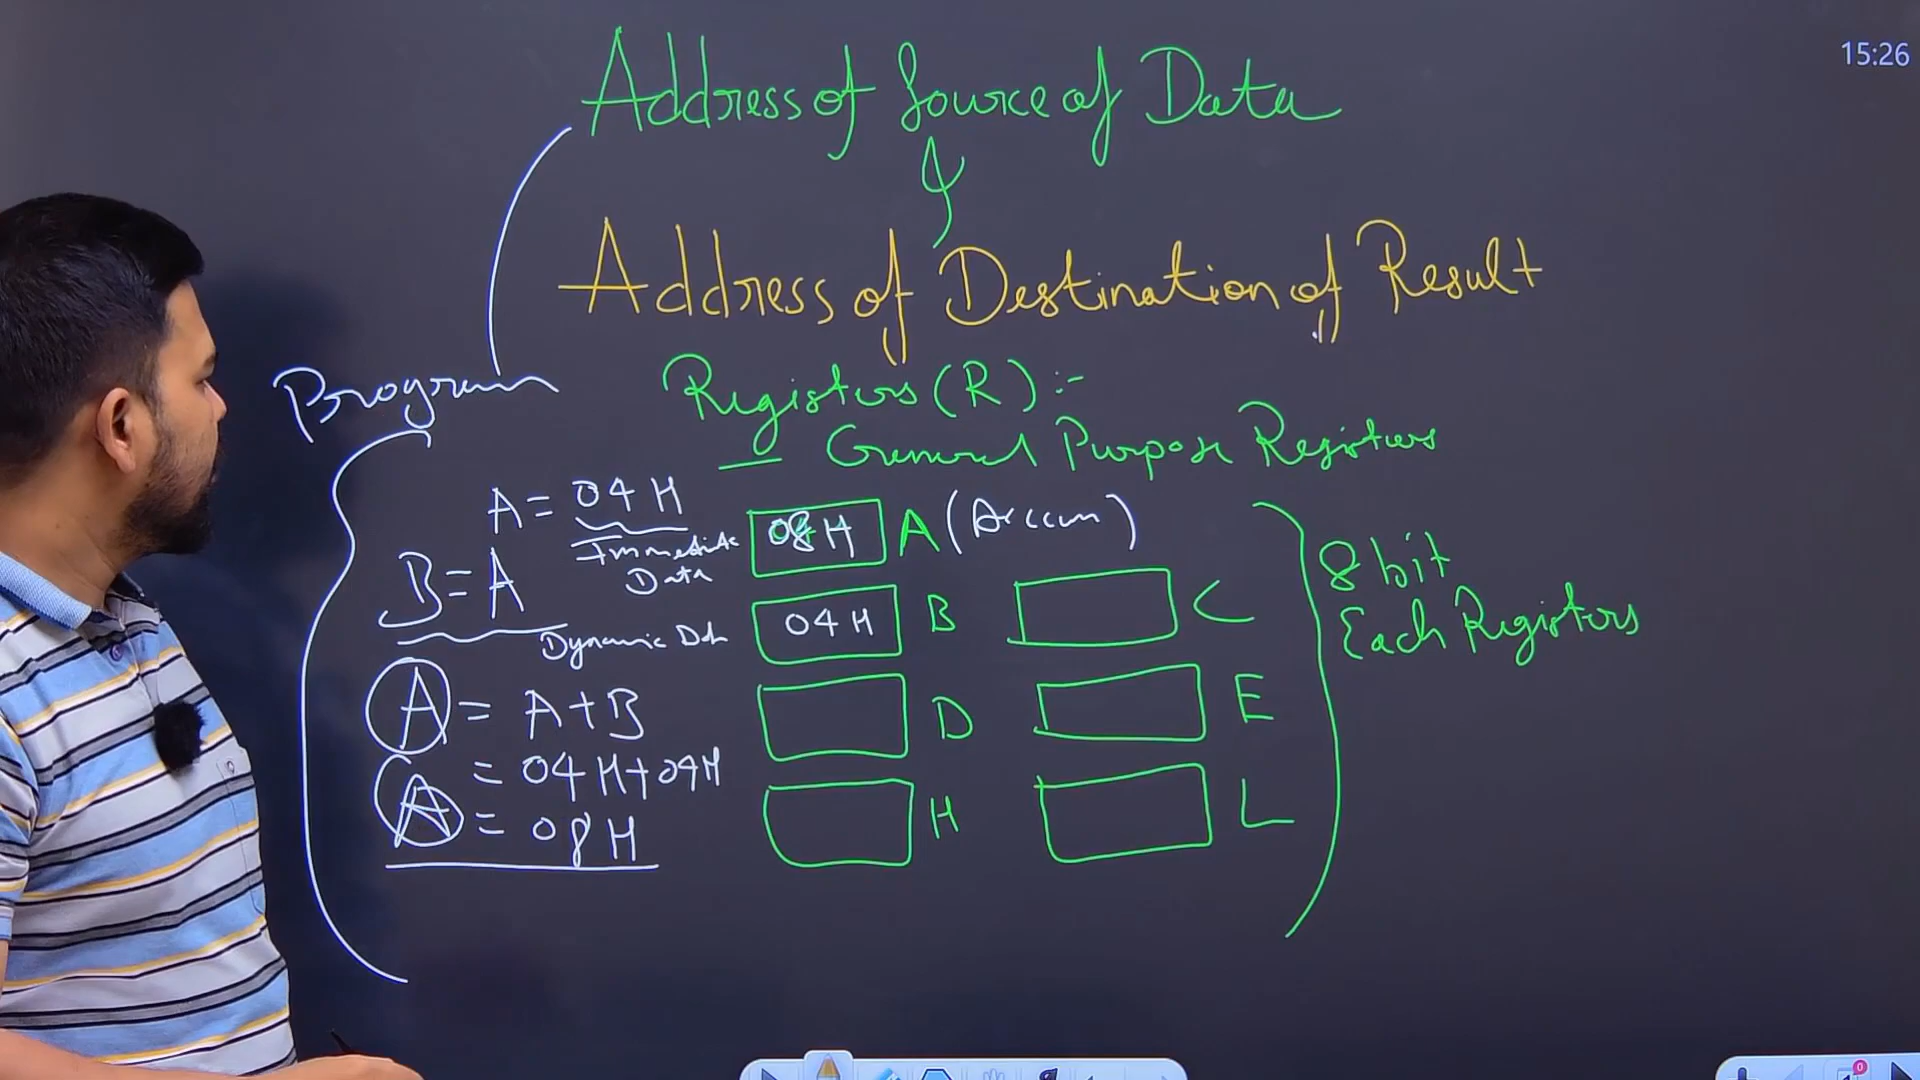 15:26
Address of Source of Data
&
Address of Destination of Result
Program
Registers (R) :-
— General Purpose Registers
A = 04 H
Immediate
Data
08 H A (Accum)
8 bit
Each Registers
B = A
Dynamic Data
04 H B
C
A = A + B
D
E
= 04 H + 04 H
A = 08 H
H
L
0